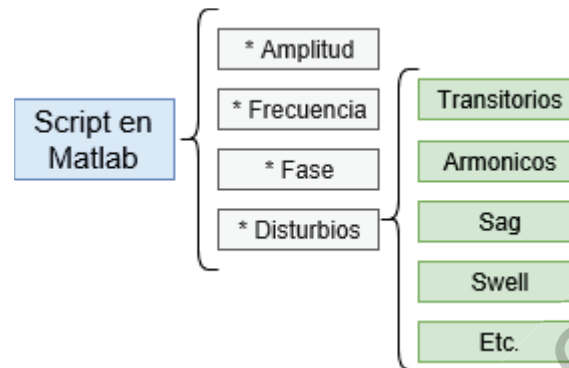 Script en
Matlab
* Amplitud
* Frecuencia
* Fase
* Disturbios
Transitorios
Armonicos
Sag
Swell
Etc.